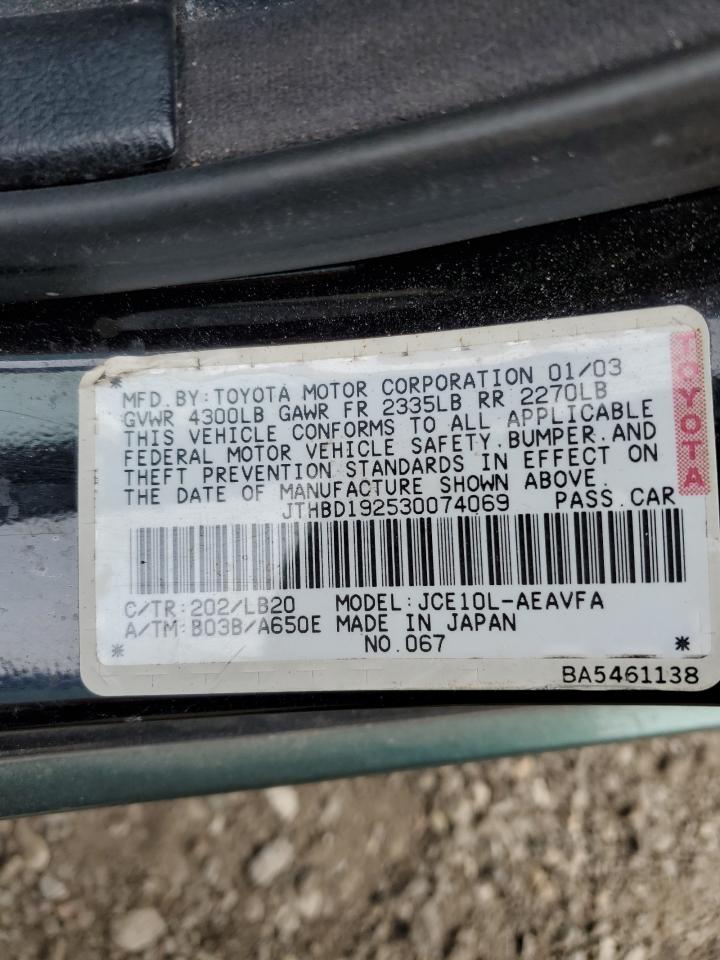 MFD.BY:TOYOTA MOTOR CORPORATION 01/03
GVWR 4300LB GAWR FR 2335LB RR 2270LB
THIS VEHICLE CONFORMS TO ALL APPLICABLE
FEDERAL MOTOR VEHICLE SAFETY.BUMPER.AND
THEFT PREVENTION STANDARDS IN EFFECT ON
THE DATE OF MANUFACTURE SHOWN ABOVE.
JTHBD192530074069 PASS.CAR
C/TR:202/LB20 MODEL:JCE10L-AEAVFA
A/TM:B03B/A650E MADE IN JAPAN
NO.067
BA5461138
TOYOTA